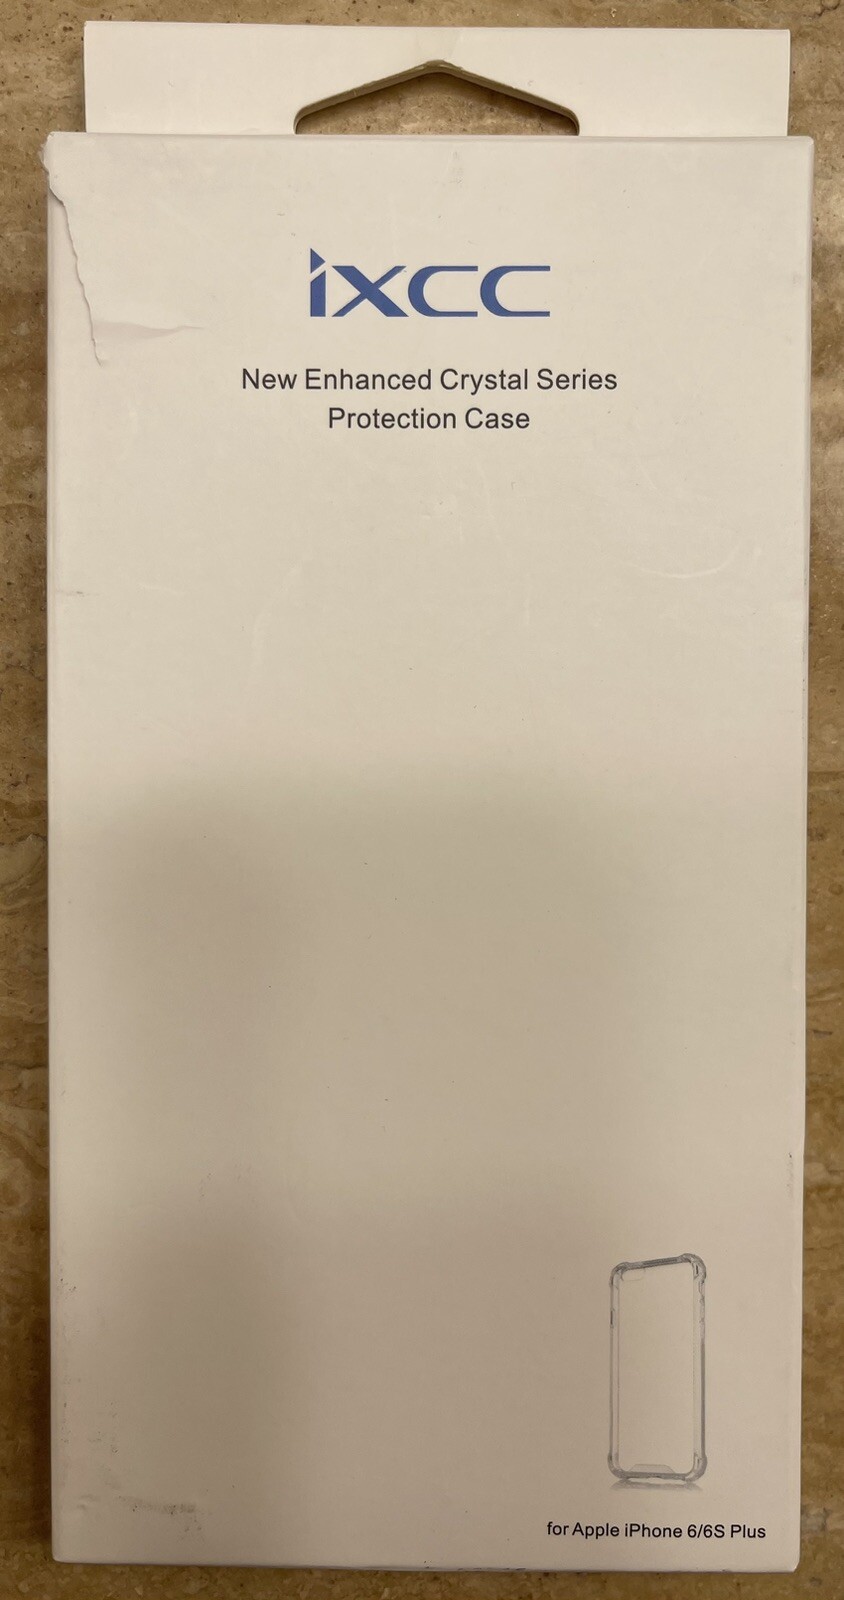 ixcc
New Enhanced Crystal Series
Protection Case
for Apple iPhone 6/6S Plus